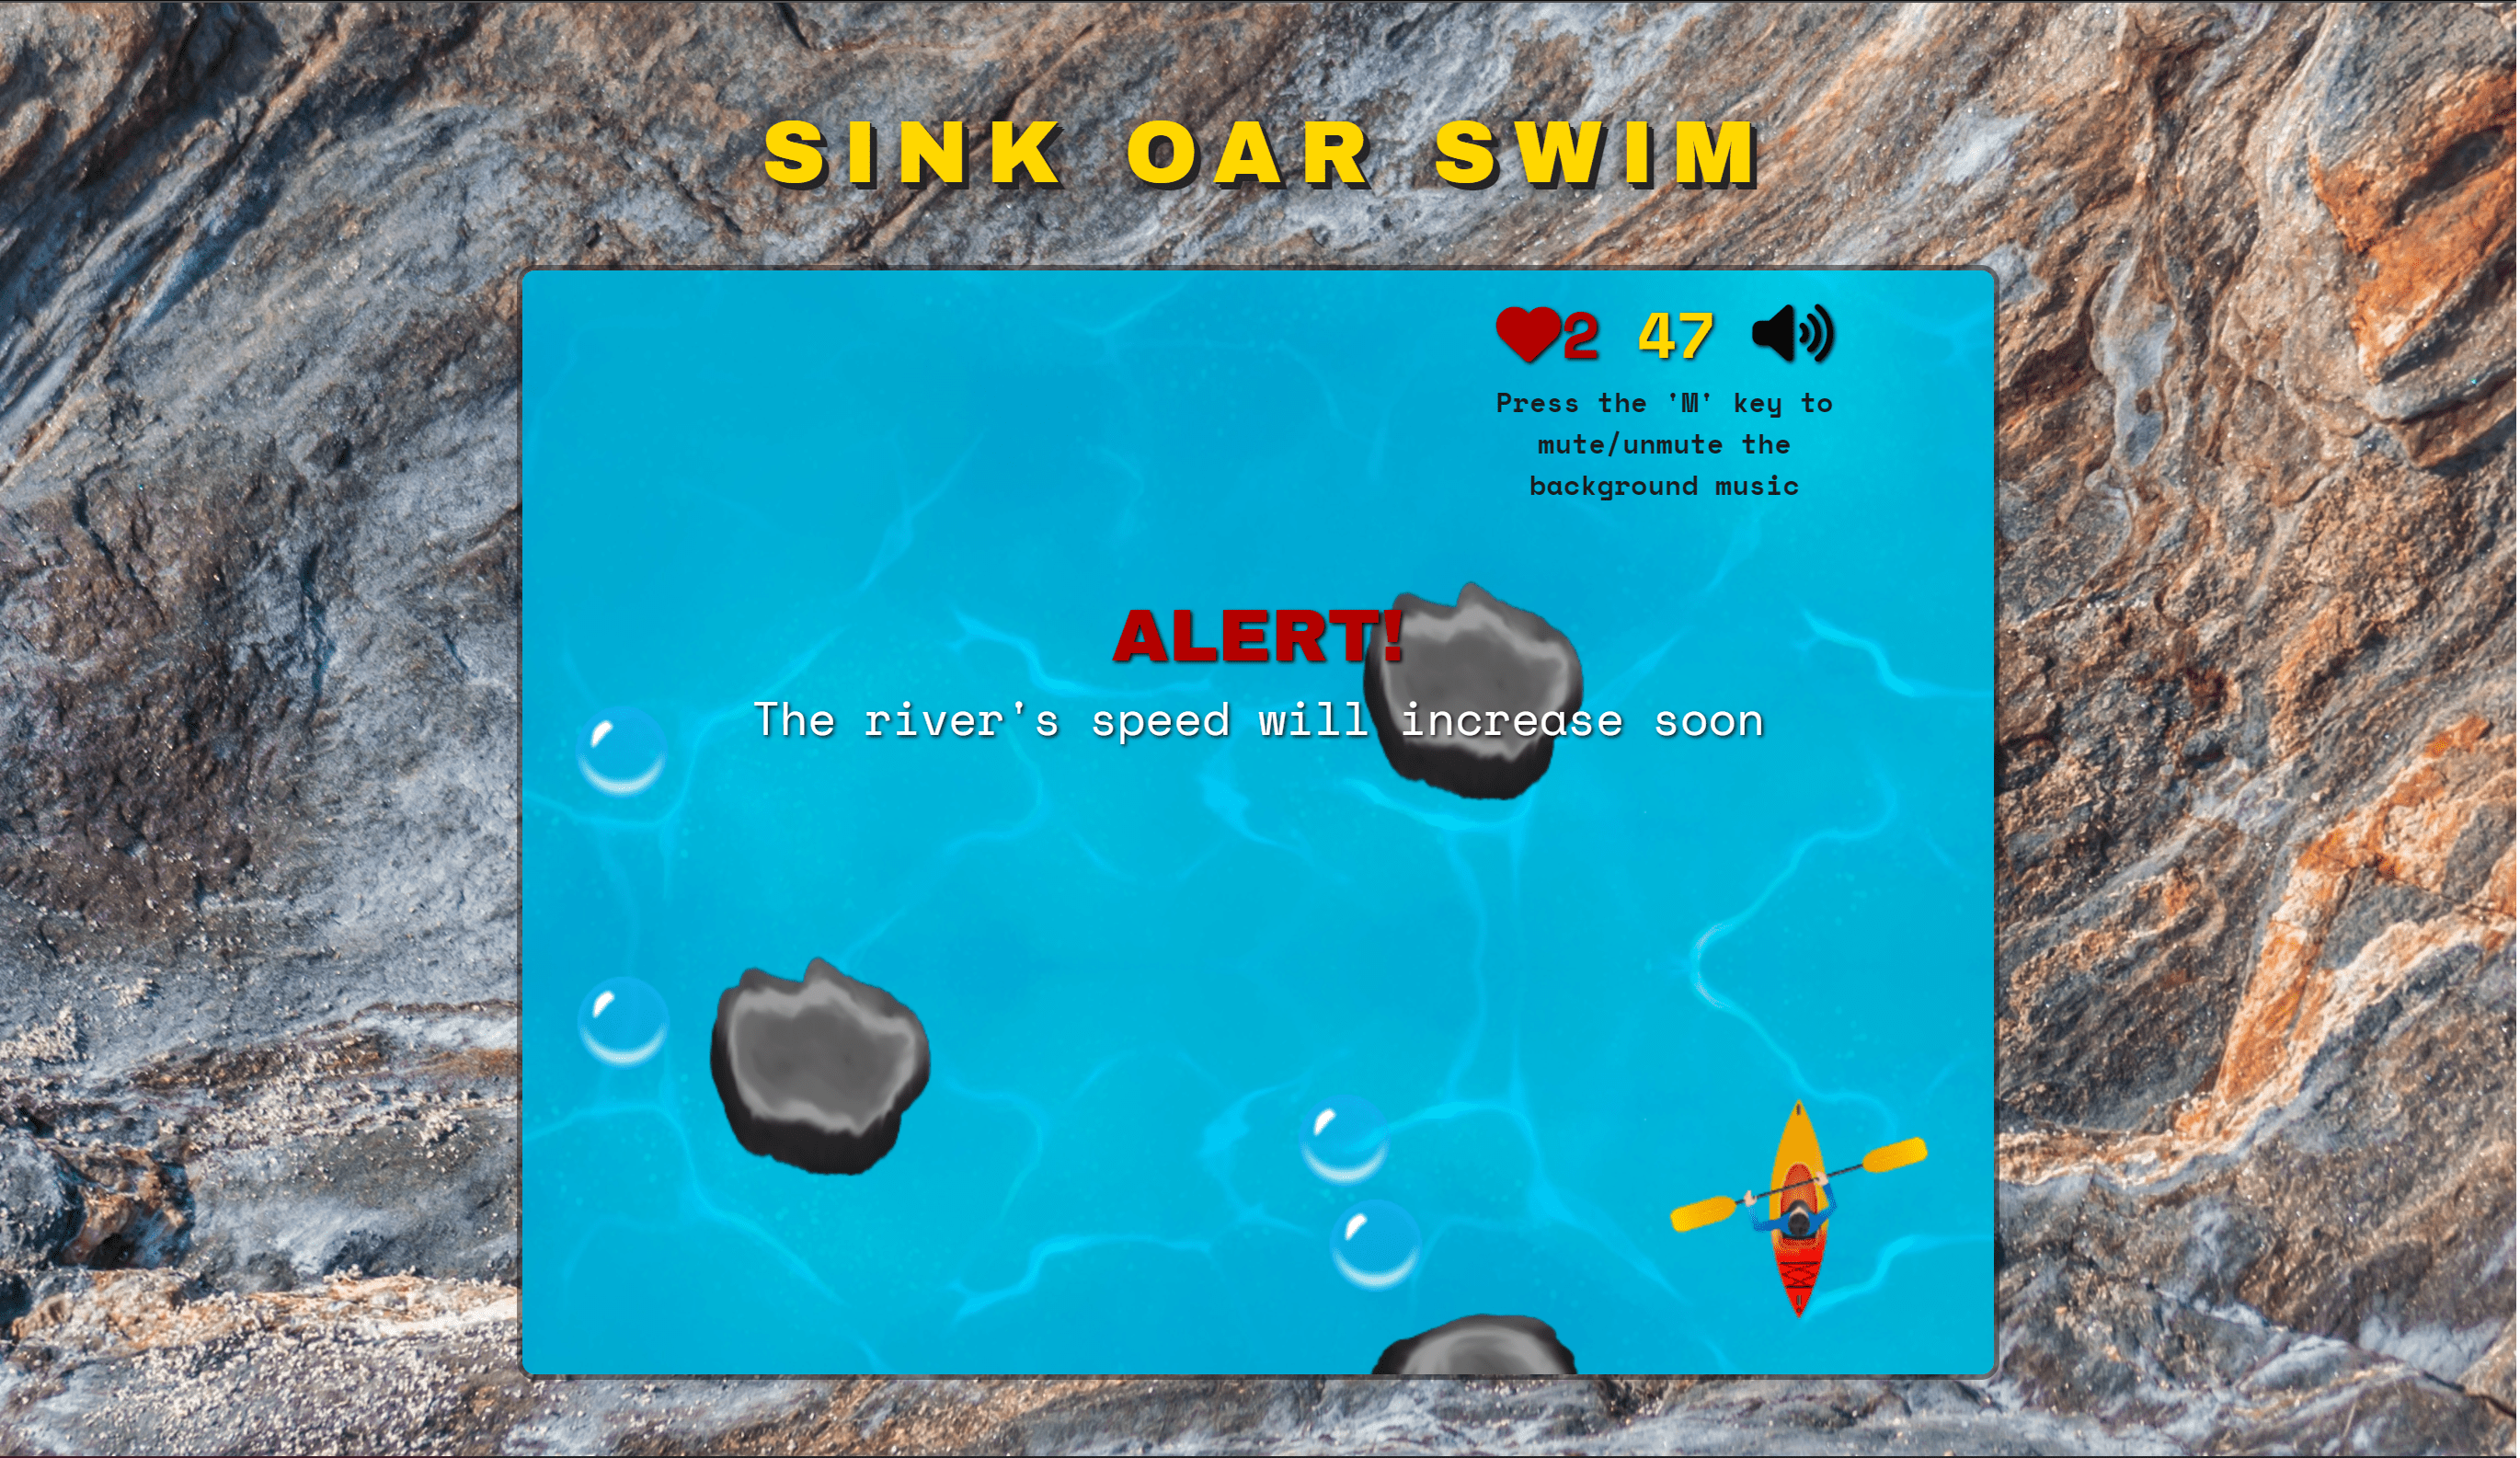 SINK OAR SWIM
2 47
Press the 'M' key to
mute/unmute the
background music
ALERT!
The river's speed will increase soon